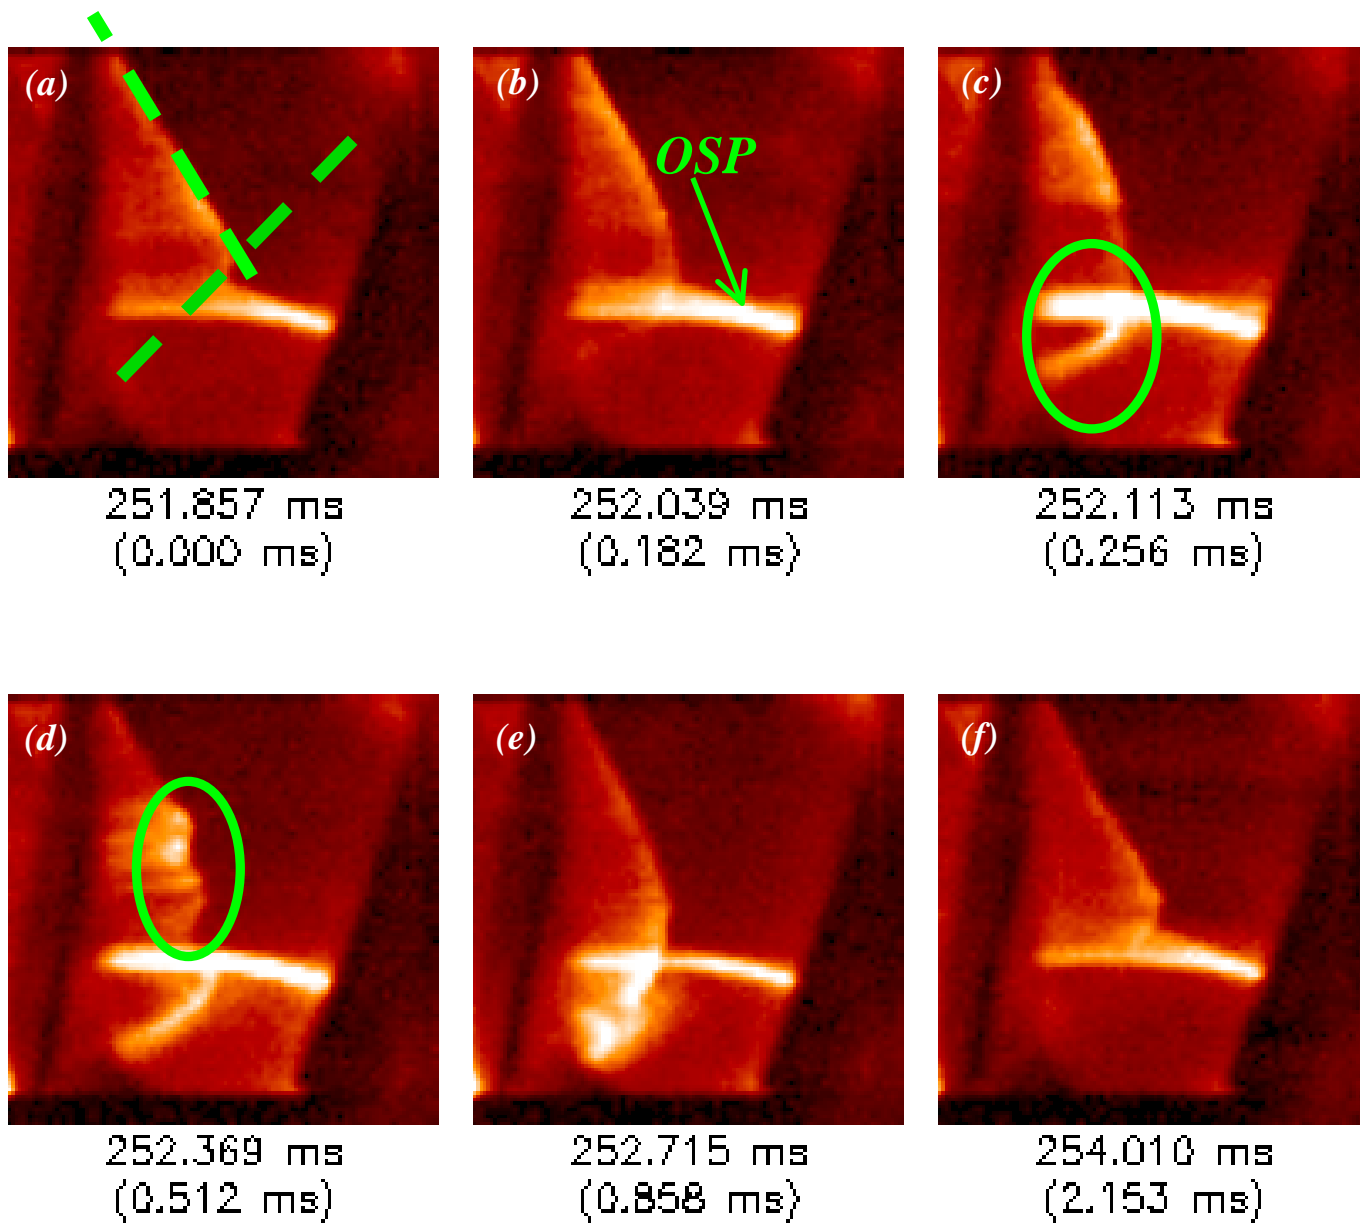 (a)
(b)
OSP
(c)
251.857 ms
(0.000 ms)
252.039 ms
(0.182 ms)
252.113 ms
(0.256 ms)
(d)
(e)
(f)
252.369 ms
(0.512 ms)
252.715 ms
(0.858 ms)
254.010 ms
(2.153 ms)